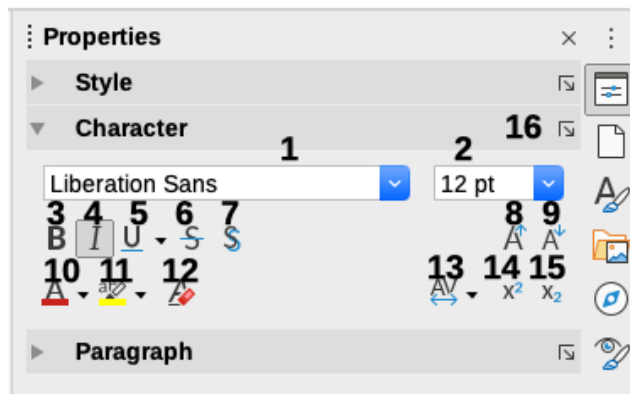 Properties
Style
Character 16
1 2
Liberation Sans 12 pt
3 4 5 6 7 8 9
B I U S S A A
10 11 12 13 14 15
A ab A AV x² x₂
Paragraph